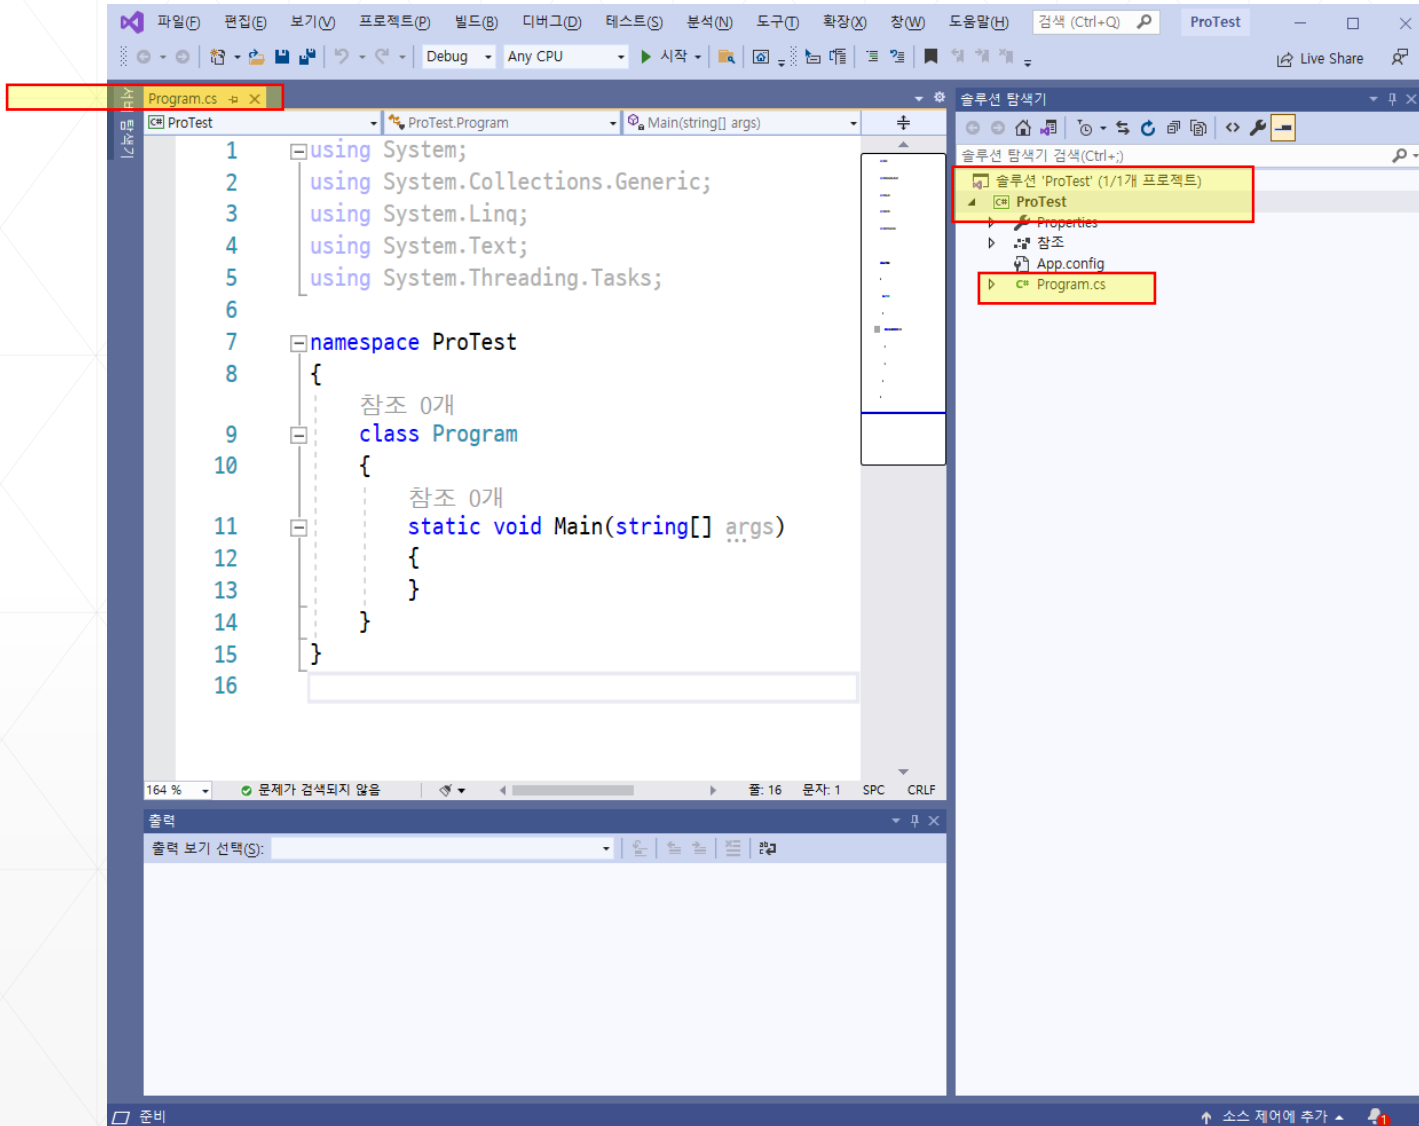 파일(F) 편집(E) 보기(V) 프로젝트(P) 빌드(B) 디버그(D) 테스트(S) 분석(N) 도구(T) 확장(X) 창(W) 도움말(H) 검색 (Ctrl+Q) ProTest
Debug Any CPU 시작 Live Share
서버 탐색기
Program.cs
ProTest ProTest.Program Main(string[] args)
1 using System;
2 using System.Collections.Generic;
3 using System.Linq;
4 using System.Text;
5 using System.Threading.Tasks;
6
7 namespace ProTest
8 {
참조 0개
9 class Program
10 {
참조 0개
11 static void Main(string[] args)
12 {
13 }
14 }
15 }
16
164 % 문제가 검색되지 않음 줄: 16 문자: 1 SPC CRLF
출력
출력 보기 선택(S):
솔루션 탐색기
솔루션 탐색기 검색(Ctrl+;)
솔루션 'ProTest' (1/1개 프로젝트)
C# ProTest
Properties
참조
App.config
C# Program.cs
준비 소스 제어에 추가 1